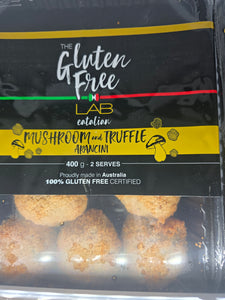 THE
Gluten
Free
LAB
eatalian
MUSHROOM and TRUFFLE
ARANCINI
400 g - 2 SERVES
Proudly made in Australia
100% GLUTEN FREE CERTIFIED